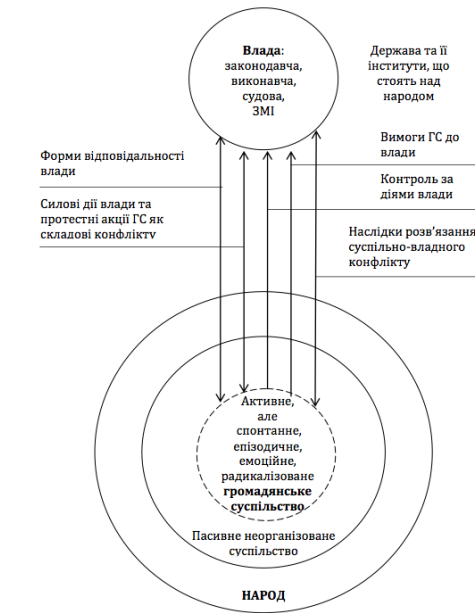 Влада:
законодавча,
виконавча,
судова,
ЗМІ
Держава та її
інститути, що
стоять над
народом
Форми відповідальності
влади
Силові дії влади та
протестні акції ГС як
складові конфлікту
Вимоги ГС до
влади
Контроль за
діями влади
Наслідки розв'язання
суспільно-владного
конфлікту
Активне,
але
спонтанне,
епізодичне,
емоційне,
радикалізоване
громадянське
суспільство
Пасивне неорганізоване
суспільство
НАРОД